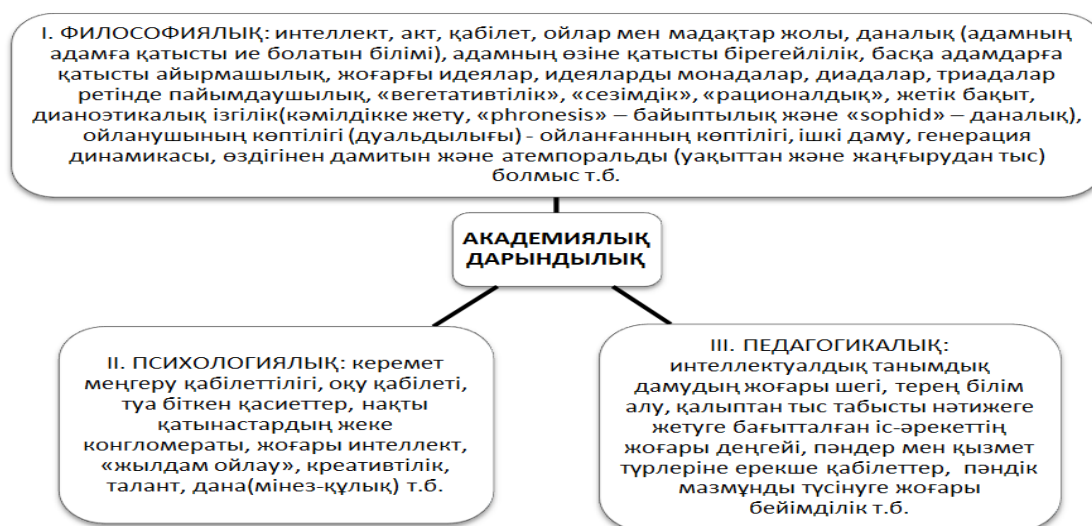 I. ФИЛОСОФИЯЛЫҚ: интеллект, акт, қабілет, ойлар мен мадақтар жолы, даналық (адамның
адамға қатысты ие болатын білімі), адамның өзіне қатысты бірегейлілік, басқа адамдарға
қатысты айырмашылық, жоғарғы идеялар, идеяларды монадалар, диадалар, триадалар
ретінде пайымдаушылық, «вегетативтілік», «сезімдік», «рационалдық», жетік бақыт,
дианоэтикалық ізгілік(кәмілдікке жету, «phronesis» – байыптылық және «sophid» – даналық),
ойланушының көптілігі (дуальдылығы) - ойланғанның көптілігі, ішкі даму, генерация
динамикасы, өздігінен дамитын және атемпоральды (уақыттан және жаңғырудан тыс)
болмыс т.б.
АКАДЕМИЯЛЫҚ
ДАРЫНДЫЛЫҚ
II. ПСИХОЛОГИЯЛЫҚ: керемет
меңгеру қабілеттілігі, оқу қабілеті,
туа біткен қасиеттер, нақты
қатынастардың жеке
конгломераты, жоғары интеллект,
«жылдам ойлау», креативтілік,
талант, дана(мінез-құлық) т.б.
III. ПЕДАГОГИКАЛЫҚ:
интеллектуалдық танымдық
дамудың жоғары шегі, терең білім
алу, қалыптан тыс табысты нәтижеге
жетуге бағытталған іс-әрекеттің
жоғары деңгейі, пәндер мен қызмет
түрлеріне ерекше қабілеттер, пәндік
мазмұнды түсінуге жоғары
бейімділік т.б.